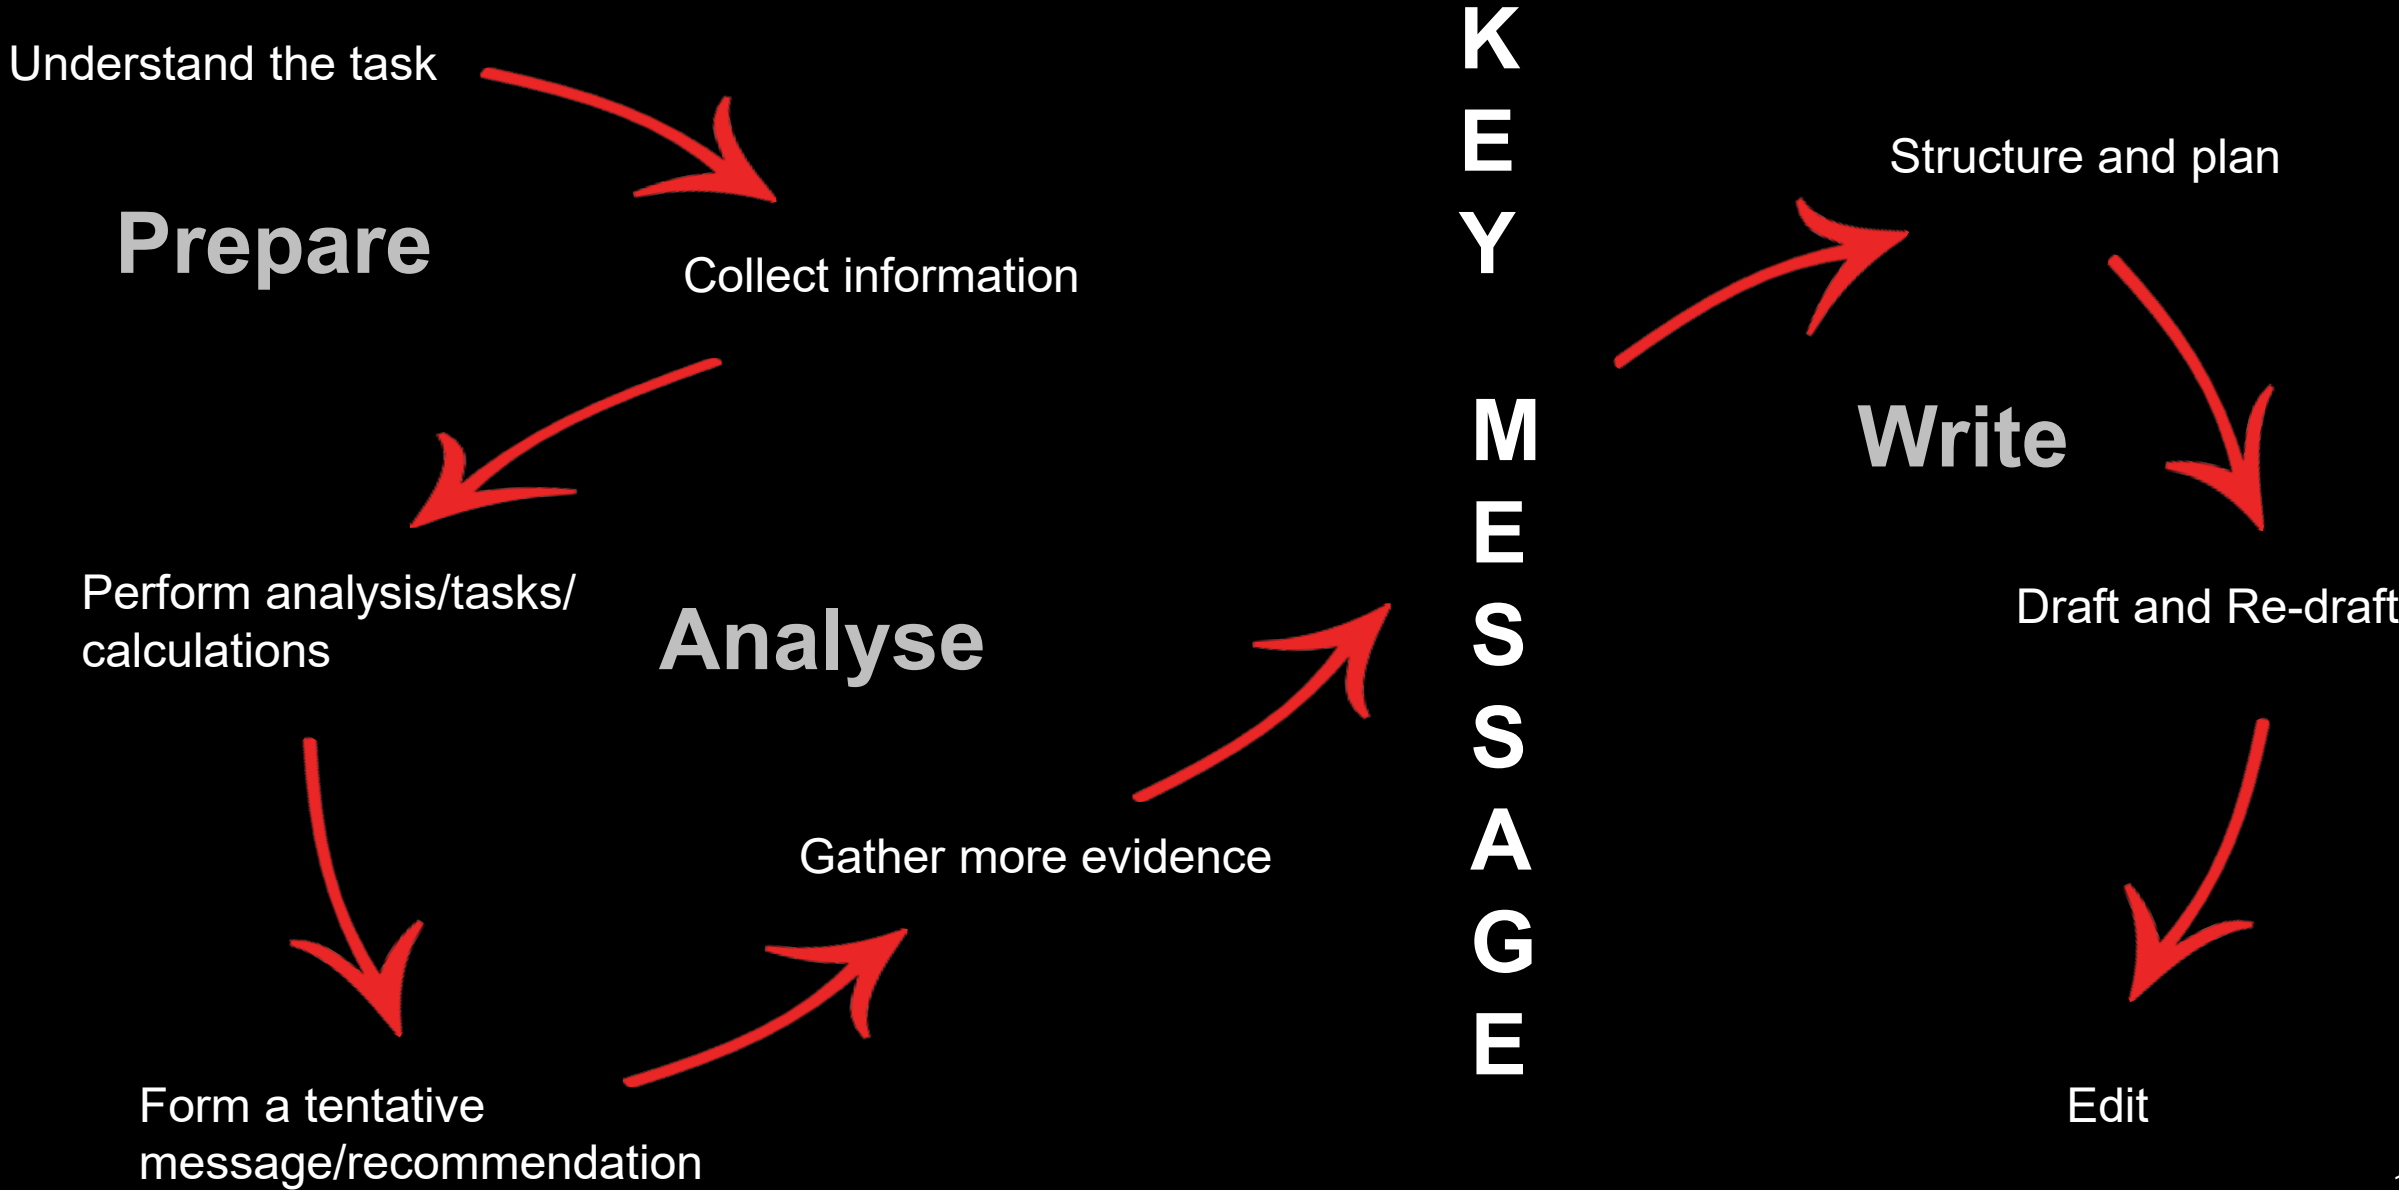 Understand the task
Prepare
Collect information
Perform analysis/tasks/
calculations
Analyse
Form a tentative
message/recommendation
Gather more evidence
K
E
Y
M
E
S
S
A
G
E
Structure and plan
Write
Draft and Re-draft
Edit